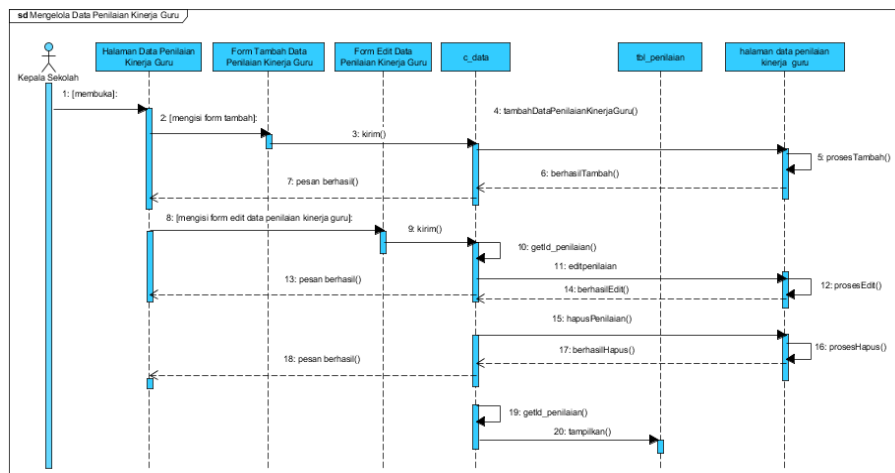 sd Mengelola Data Penilaian Kinerja Guru
Kepala Sekolah
Halaman Data Penilaian
Kinerja Guru
Form Tambah Data
Penilaian Kinerja Guru
Form Edit Data
Penilaian Kinerja Guru
c_data
tbl_penilaian
halaman data penilaian
kinerja guru
1: [membuka]:
2: [mengisi form tambah]:
3: kirim()
4: tambahDataPenilaianKinerjaGuru()
5: prosesTambah()
6: berhasilTambah()
7: pesan berhasil()
8: [mengisi form edit data penilaian kinerja guru]:
9: kirim()
10: getId_penilaian()
11: editpenilaian
12: prosesEdit()
13: pesan berhasil()
14: berhasilEdit()
15: hapusPenilaian()
16: prosesHapus()
17: berhasilHapus()
18: pesan berhasil()
19: getId_penilaian()
20: tampilkan()